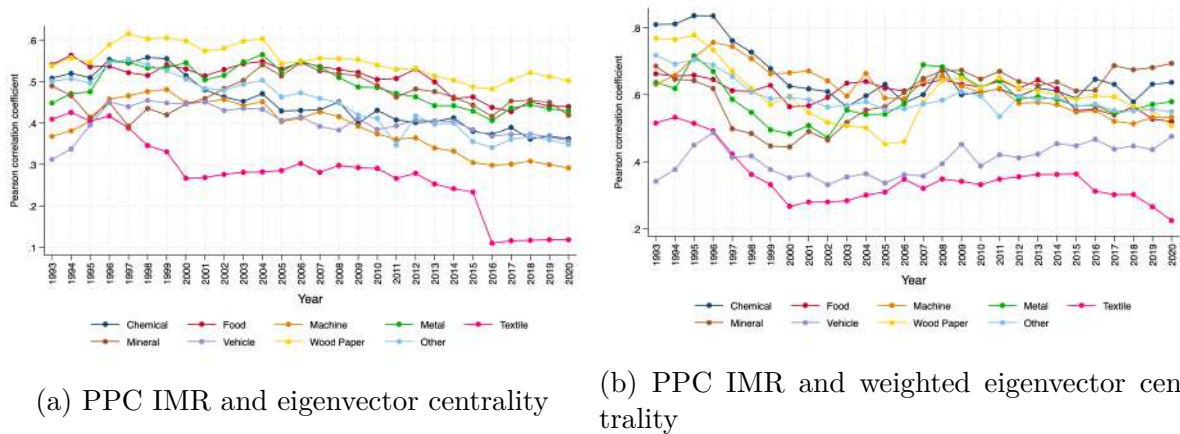 .6
.5
.4
.3
.2
.1
Pearson correlation coefficient
1993 1994 1995 1996 1997 1998 1999 2000 2001 2002 2003 2004 2005 2006 2007 2008 2009 2010 2011 2012 2013 2014 2015 2016 2017 2018 2019 2020
Year
Chemical Food Machine Metal Textile
Mineral Vehicle Wood Paper Other
(a) PPC IMR and eigenvector centrality
.8
.6
.4
.2
Pearson correlation coefficient
1993 1994 1995 1996 1997 1998 1999 2000 2001 2002 2003 2004 2005 2006 2007 2008 2009 2010 2011 2012 2013 2014 2015 2016 2017 2018 2019 2020
Year
Chemical Food Machine Metal Textile
Mineral Vehicle Wood Paper Other
(b) PPC IMR and weighted eigenvector cen
trality